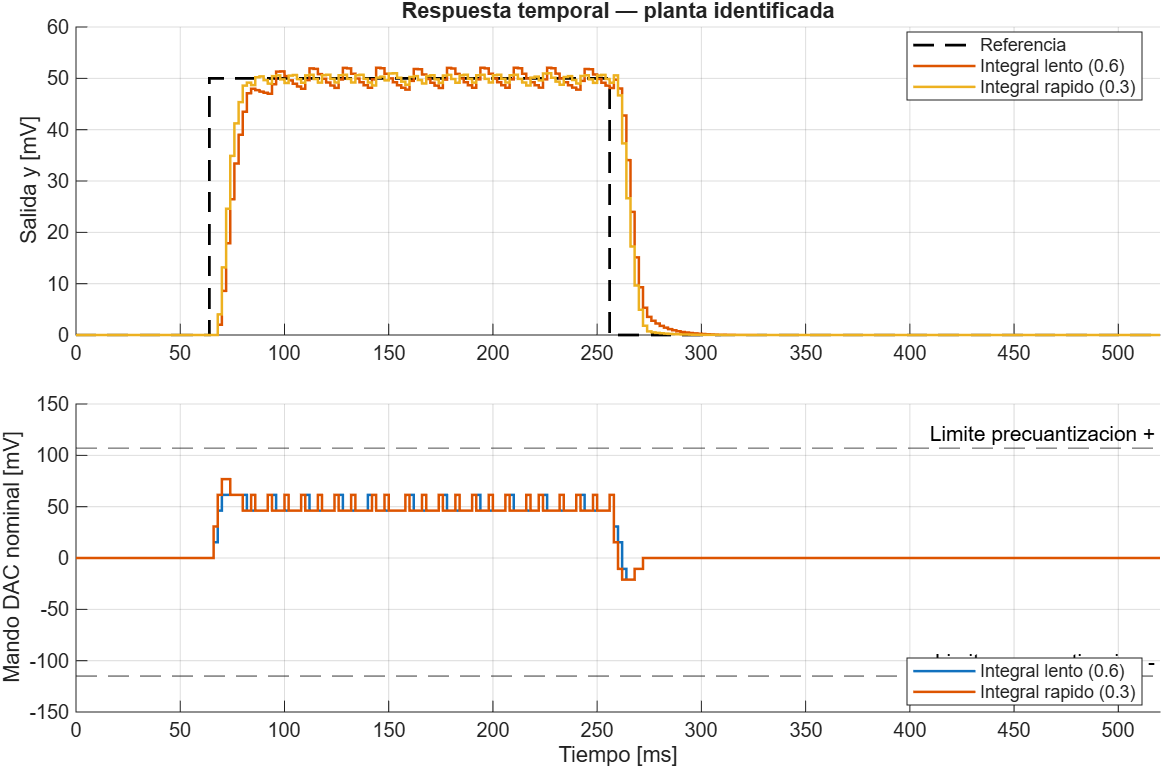 Respuesta temporal — planta identificada
Salida y [mV]
60
50
40
30
20
10
0
Referencia
Integral lento (0.6)
Integral rapido (0.3)
0 50 100 150 200 250 300 350 400 450 500
Mando DAC nominal [mV]
150
100
50
0
-50
-100
-150
Limite precuantizacion +
-
Integral lento (0.6)
Integral rapido (0.3)
0 50 100 150 200 250 300 350 400 450 500
Tiempo [ms]